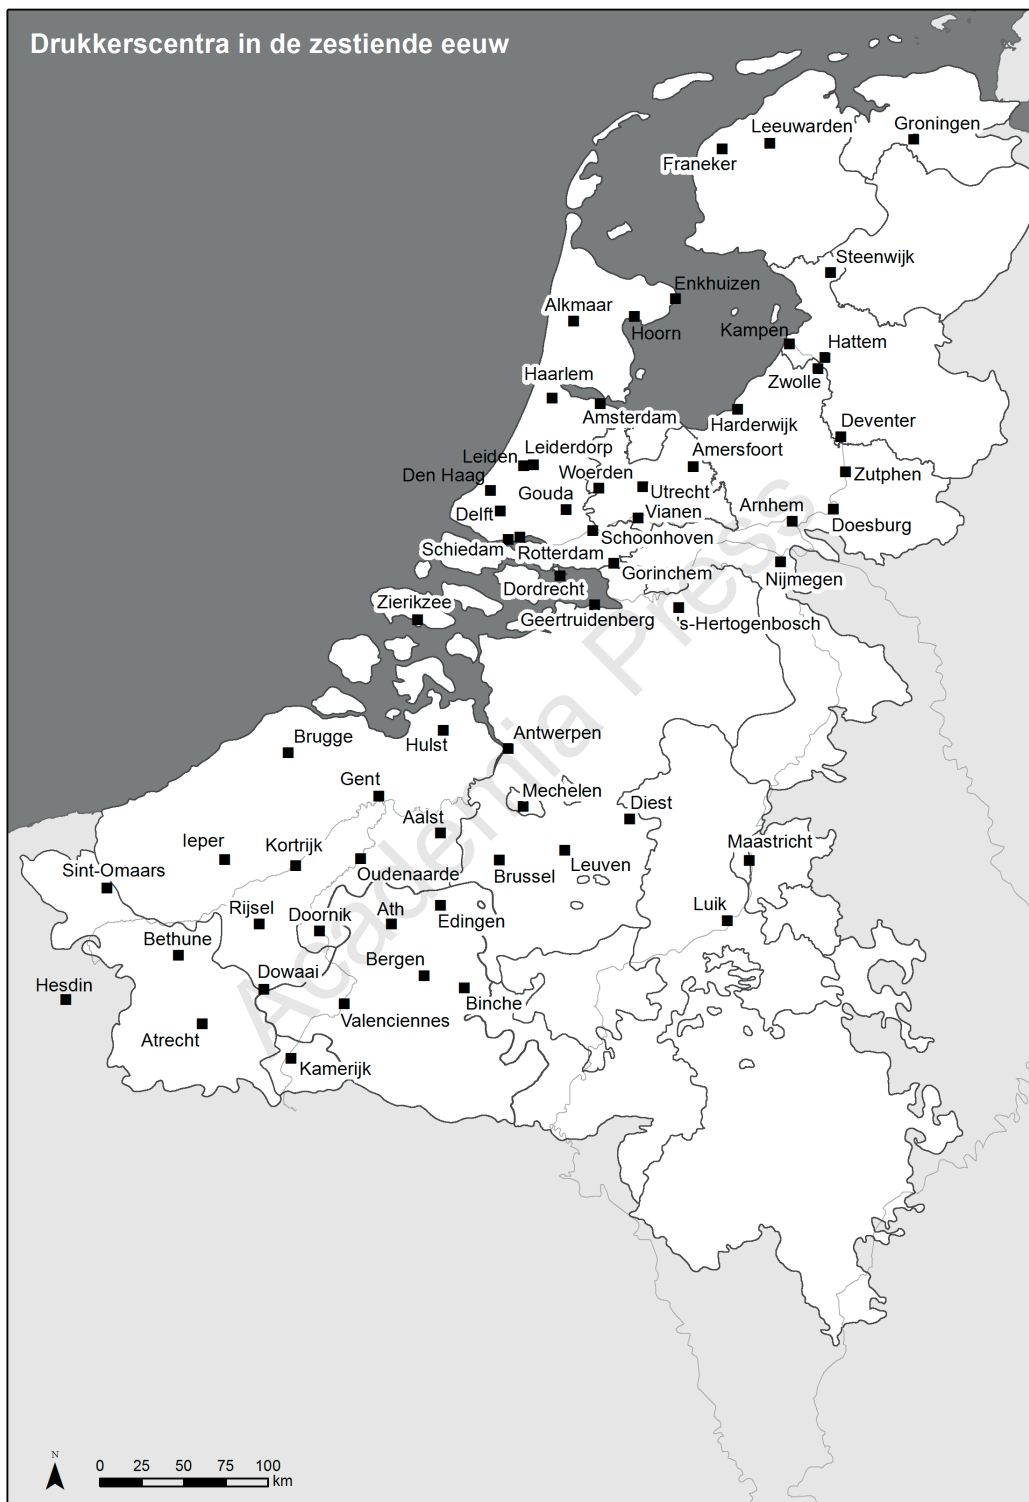 Drukkerscentra in de zestiende eeuw
Leeuwarden
Groningen
Franeker
Steenwijk
Enkhuizen
Alkmaar
Hoorn
Kampen
Hattem
Zwolle
Haarlem
Amsterdam
Harderwijk
Deventer
Leiderdorp
Leiden
Amersfoort
Den Haag
Woerden
Zutphen
Gouda
Utrecht
Delft
Vianen
Arnhem
Doesburg
Schiedam
Rotterdam
Schoonhoven
Gorinchem
Nijmegen
Dordrecht
Zierikzee
Geertruidenberg
's-Hertogenbosch
Brugge
Hulst
Antwerpen
Gent
Mechelen
Diest
Aalst
Ieper
Kortrijk
Maastricht
Sint-Omaars
Oudenaarde
Brussel
Leuven
Rijsel
Doornik
Ath
Edingen
Luik
Bethune
Bergen
Hesdin
Dowaai
Binche
Valenciennes
Atrecht
Kamerijk
Academia Press
N
0 25 50 75 100
km